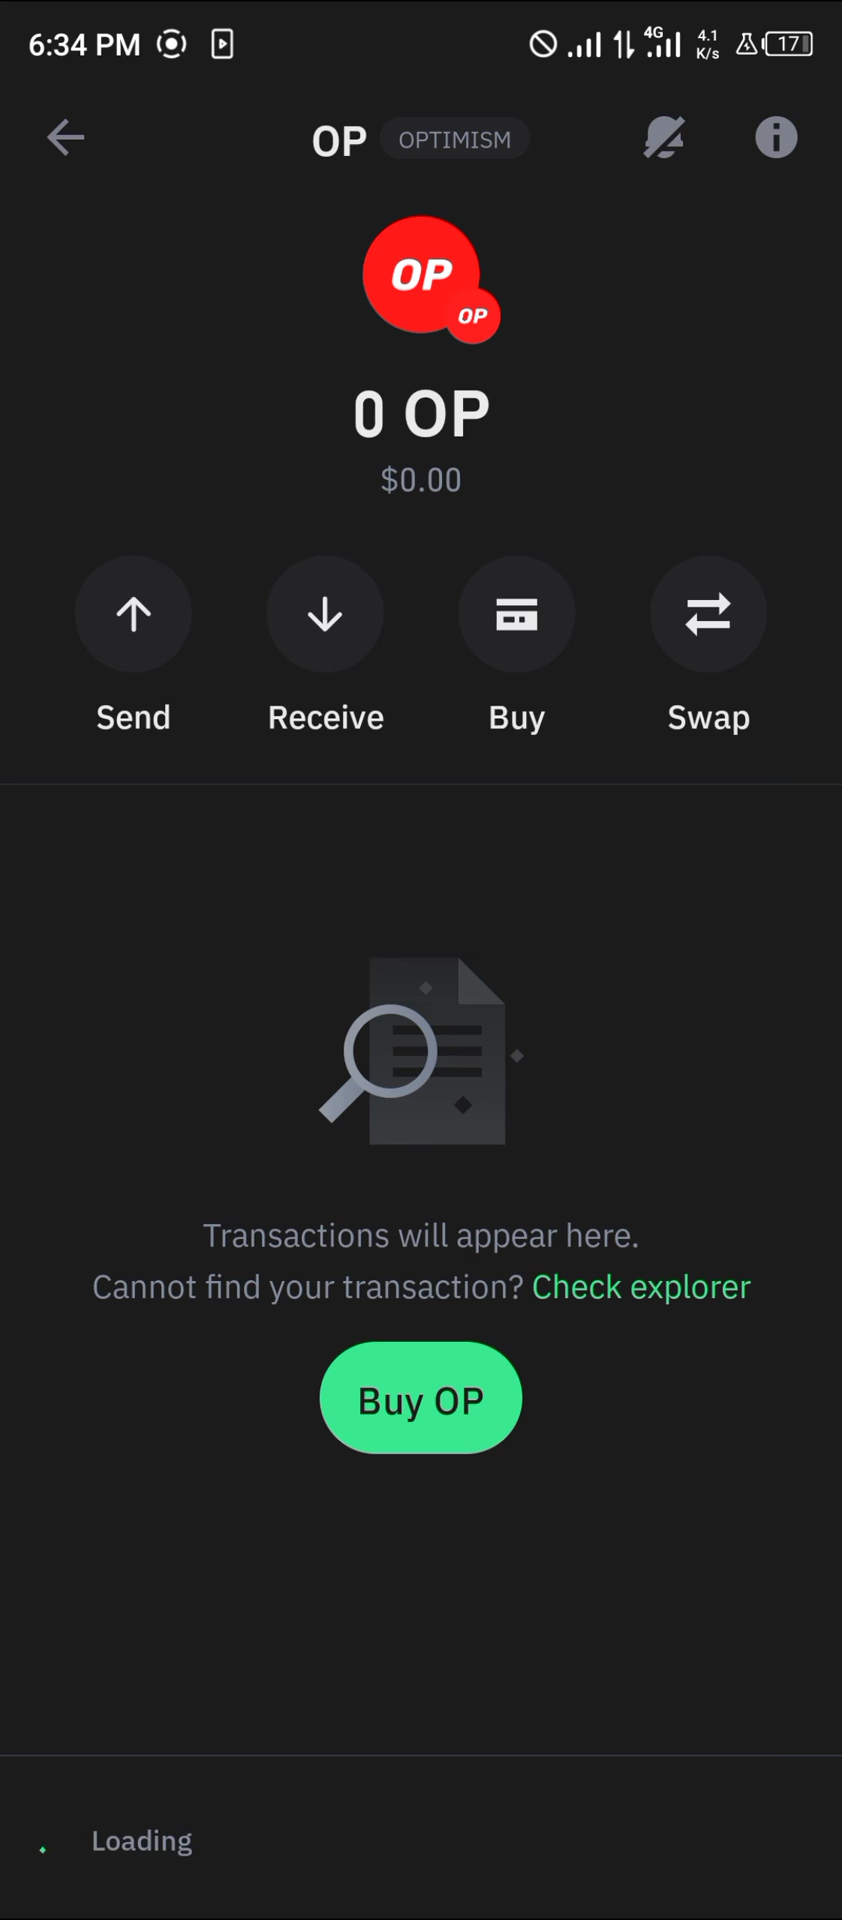 6:34 PM 4G 4.1 K/s 17
OP OPTIMISM
OP
OP
0 OP
$0.00
Send Receive Buy Swap
Transactions will appear here.
Cannot find your transaction? Check explorer
Buy OP
Loading